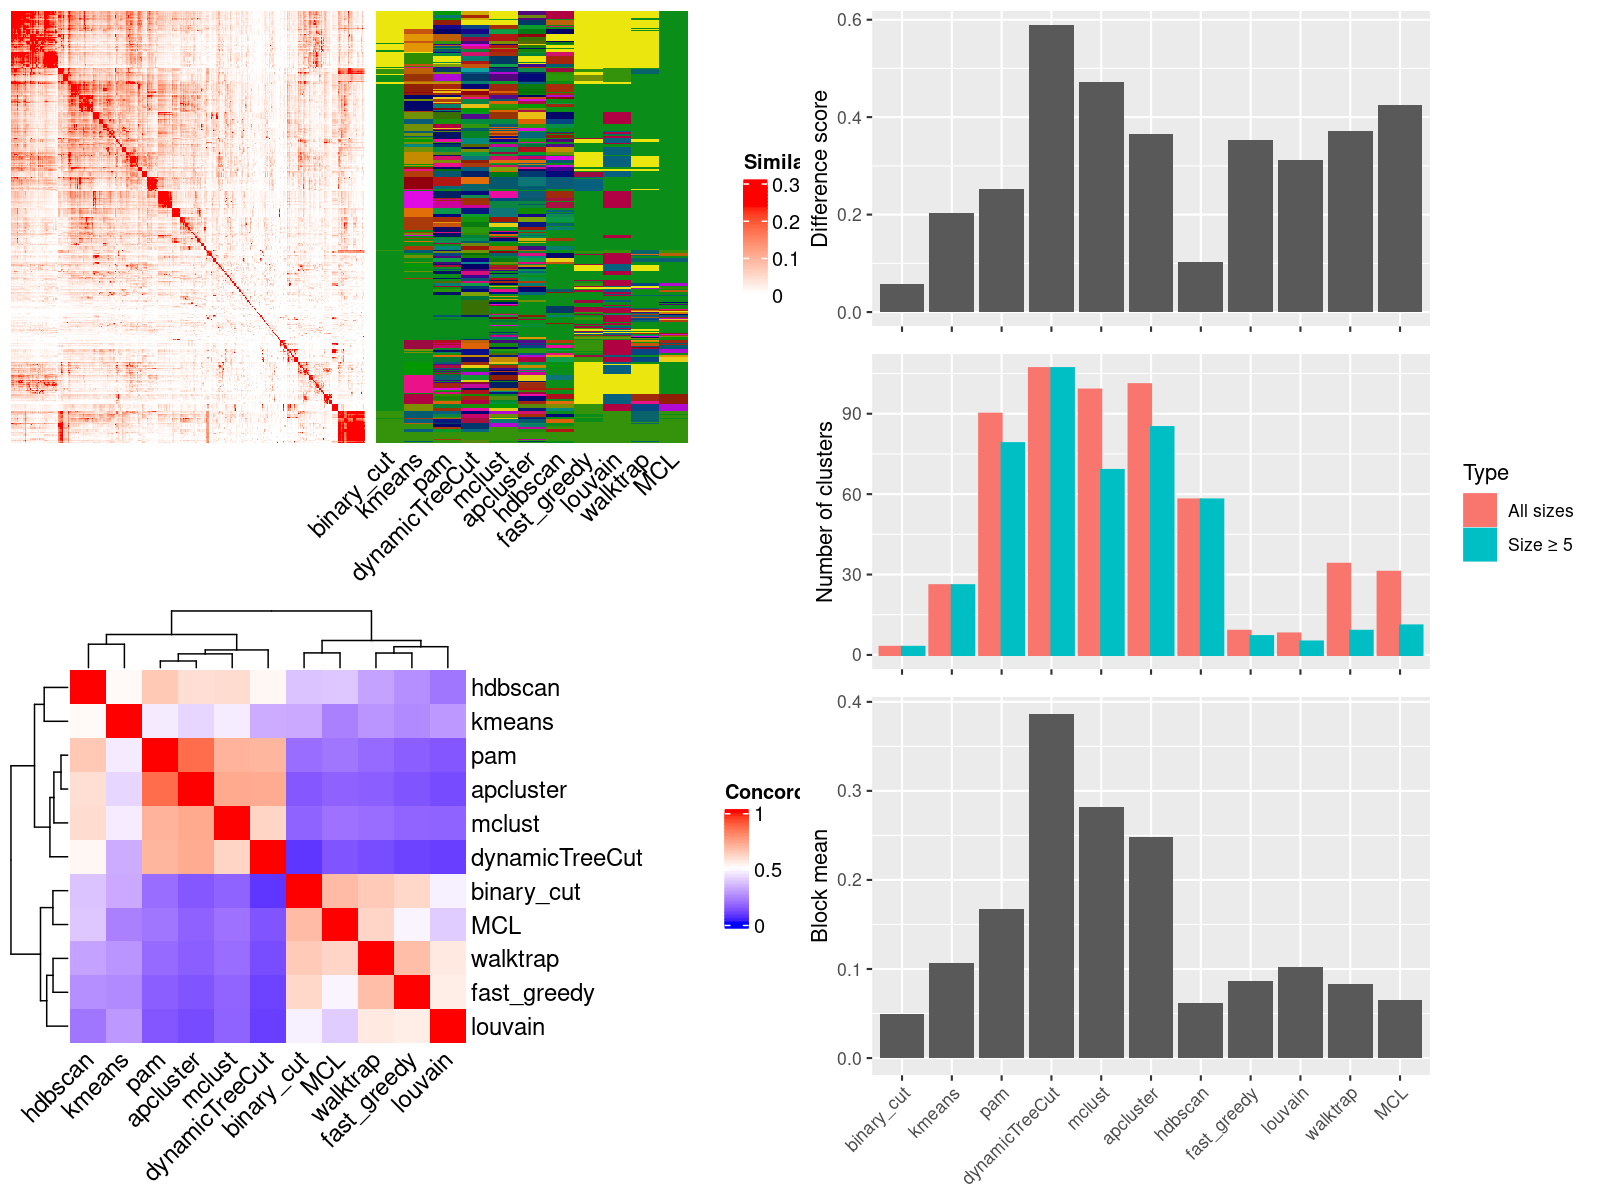 Simila
0.3
0.2
0.1
0
binary_cut
kmeans
pam
dynamicTreeCut
mclust
apcluster
hdbscan
fast_greedy
louvain
walktrap
MCL
hdbscan
kmeans
pam
apcluster
mclust
dynamicTreeCut
binary_cut
MCL
walktrap
fast_greedy
louvain
Concord
1
0.5
0
hdbscan
kmeans
pam
apcluster
mclust
dynamicTreeCut
binary_cut
MCL
walktrap
fast_greedy
louvain
Difference score
0.6
0.4
0.2
0.0
Number of clusters
90
60
30
0
Type
All sizes
Size ≥ 5
Block mean
0.4
0.3
0.2
0.1
0.0
binary_cut
kmeans
pam
dynamicTreeCut
mclust
apcluster
hdbscan
fast_greedy
louvain
walktrap
MCL